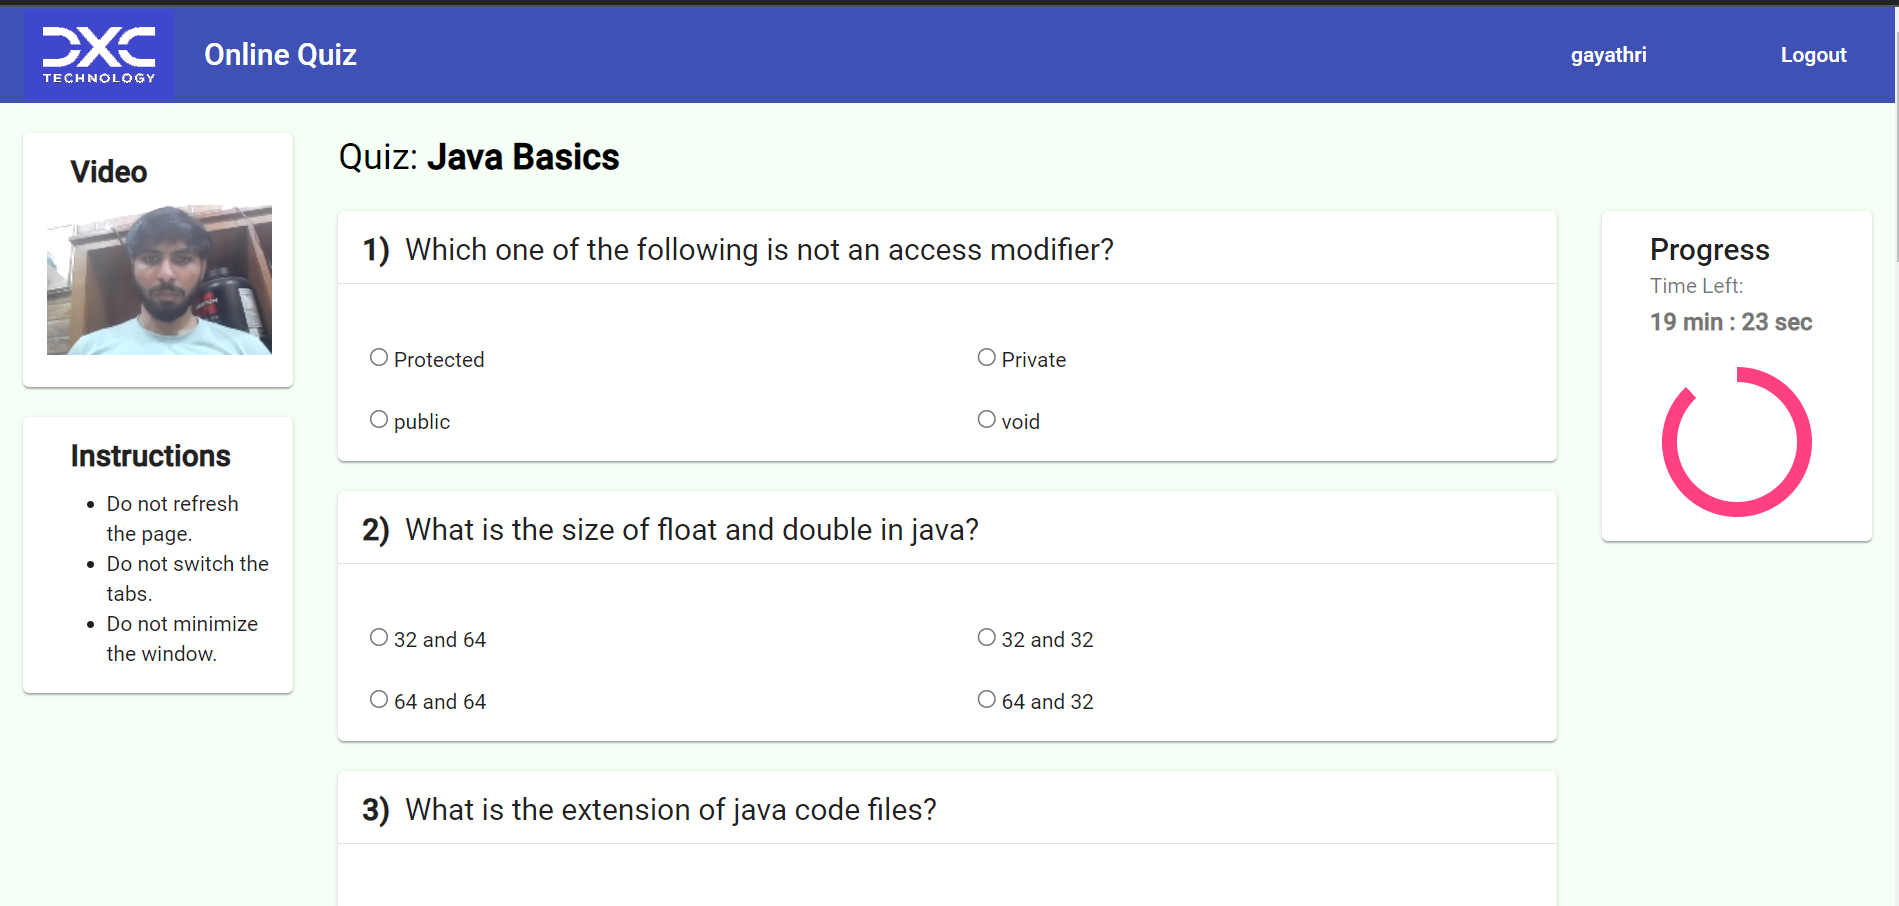 DXC
TECHNOLOGY
Online Quiz
gayathri
Logout
Video
Instructions
Do not refresh
the page.
Do not switch the
tabs.
Do not minimize
the window.
Quiz: Java Basics
1) Which one of the following is not an access modifier?
Protected
Private
public
void
2) What is the size of float and double in java?
32 and 64
32 and 32
64 and 64
64 and 32
3) What is the extension of java code files?
Progress
Time Left:
19 min : 23 sec